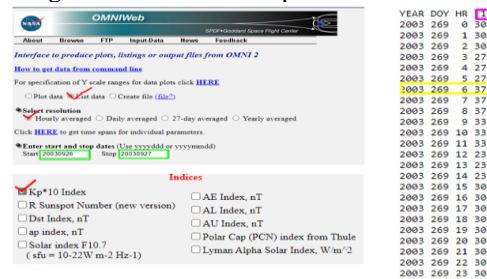 NASA
OMNIWeb
SPDF•Goddard Space Flight Center
About Browse FTP Input-Data News Feedback
Interface to produce plots, listings or output files from OMNI 2
How to get data from command line
For specification of Y scale ranges for data plots click HERE
Plot data List data Create file (file?)
Select resolution
Hourly averaged Daily averaged 27-day averaged Yearly averaged
Click HERE to get time spans for individual parameters.
Enter start and stop dates (Use yyyyddd or yyyymmdd)
Start 20030926 Stop 20030927
Indices
Kp*10 Index
R Sunspot Number (new version)
Dst Index, nT
ap index, nT
Solar index F10.7
( sfu = 10-22W m-2 Hz-1)
AE Index, nT
AL Index, nT
AU Index, nT
Polar Cap (PCN) index from Thule
Lyman Alpha Solar Index, W/m^2
YEAR DOY HR 1
2003 269 0 30
2003 269 1 30
2003 269 2 30
2003 269 3 27
2003 269 4 27
2003 269 5 27
2003 269 6 37
2003 269 7 37
2003 269 8 37
2003 269 9 33
2003 269 10 33
2003 269 11 33
2003 269 12 23
2003 269 13 23
2003 269 14 23
2003 269 15 30
2003 269 16 30
2003 269 17 30
2003 269 18 30
2003 269 19 30
2003 269 20 30
2003 269 21 30
2003 269 22 30
2003 269 23 30